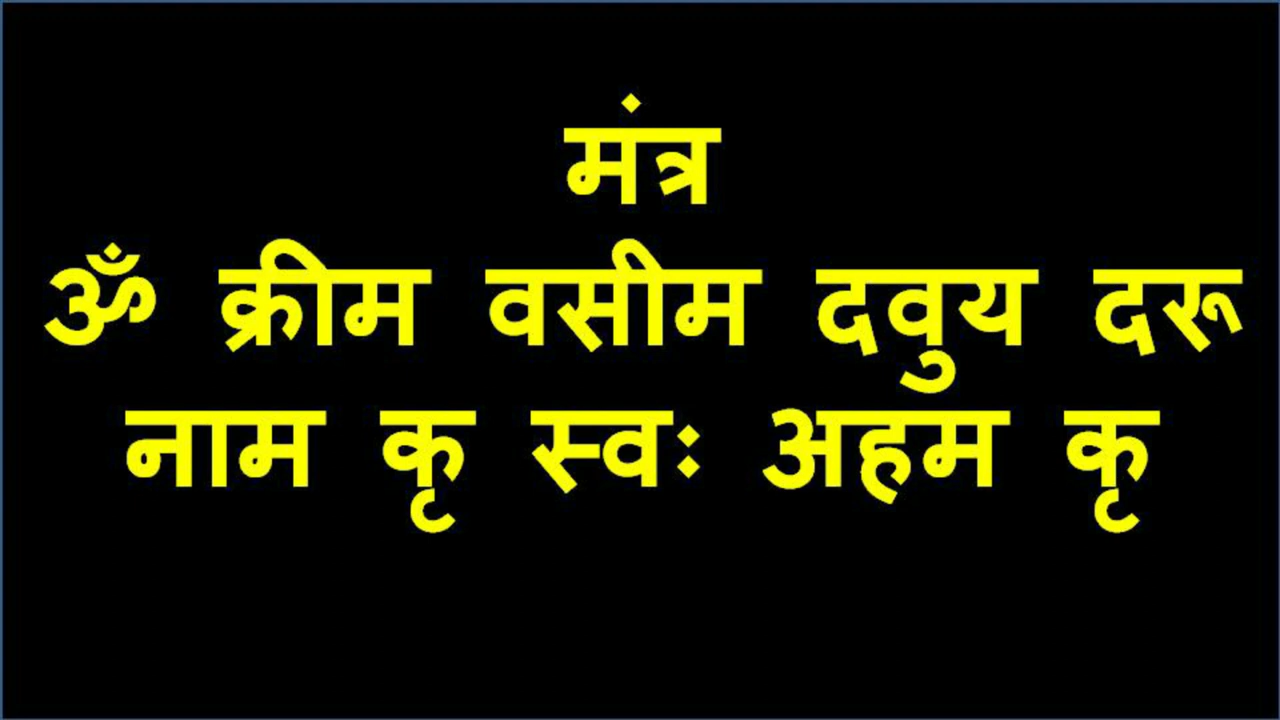 मंत्र
ॐ क्रीम वसीम दवुय दरू
नाम कृ स्वः अहम कृ